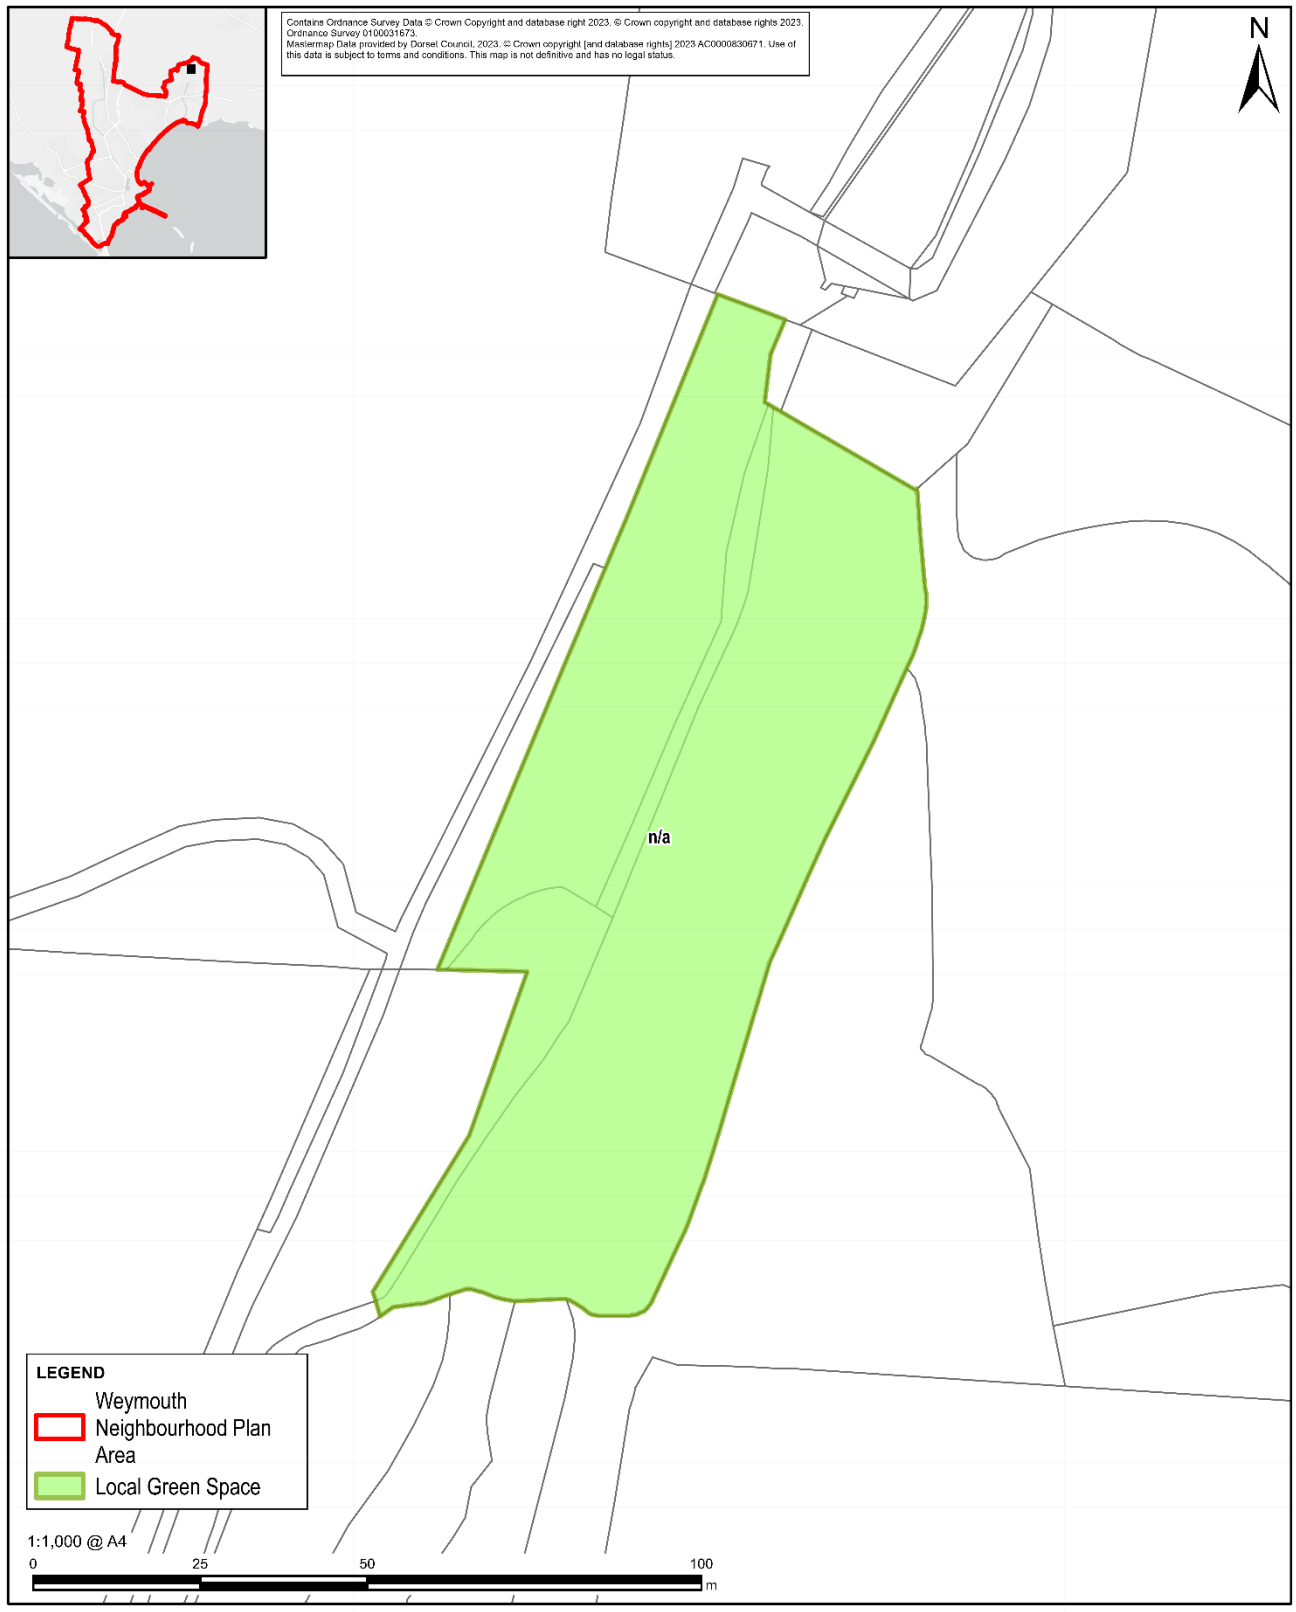 Contains Ordnance Survey Data © Crown Copyright and database right 2023. © Crown copyright and database rights 2023.
Ordnance Survey 0100031673.
Mastermap Data provided by Dorset Council, 2023. © Crown copyright [and database rights] 2023 AC0000830671. Use of
this data is subject to terms and conditions. This map is not definitive and has no legal status.
N
n/a
LEGEND
Weymouth
Neighbourhood Plan
Area
Local Green Space
1:1,000 @ A4
0 25 50 100
m